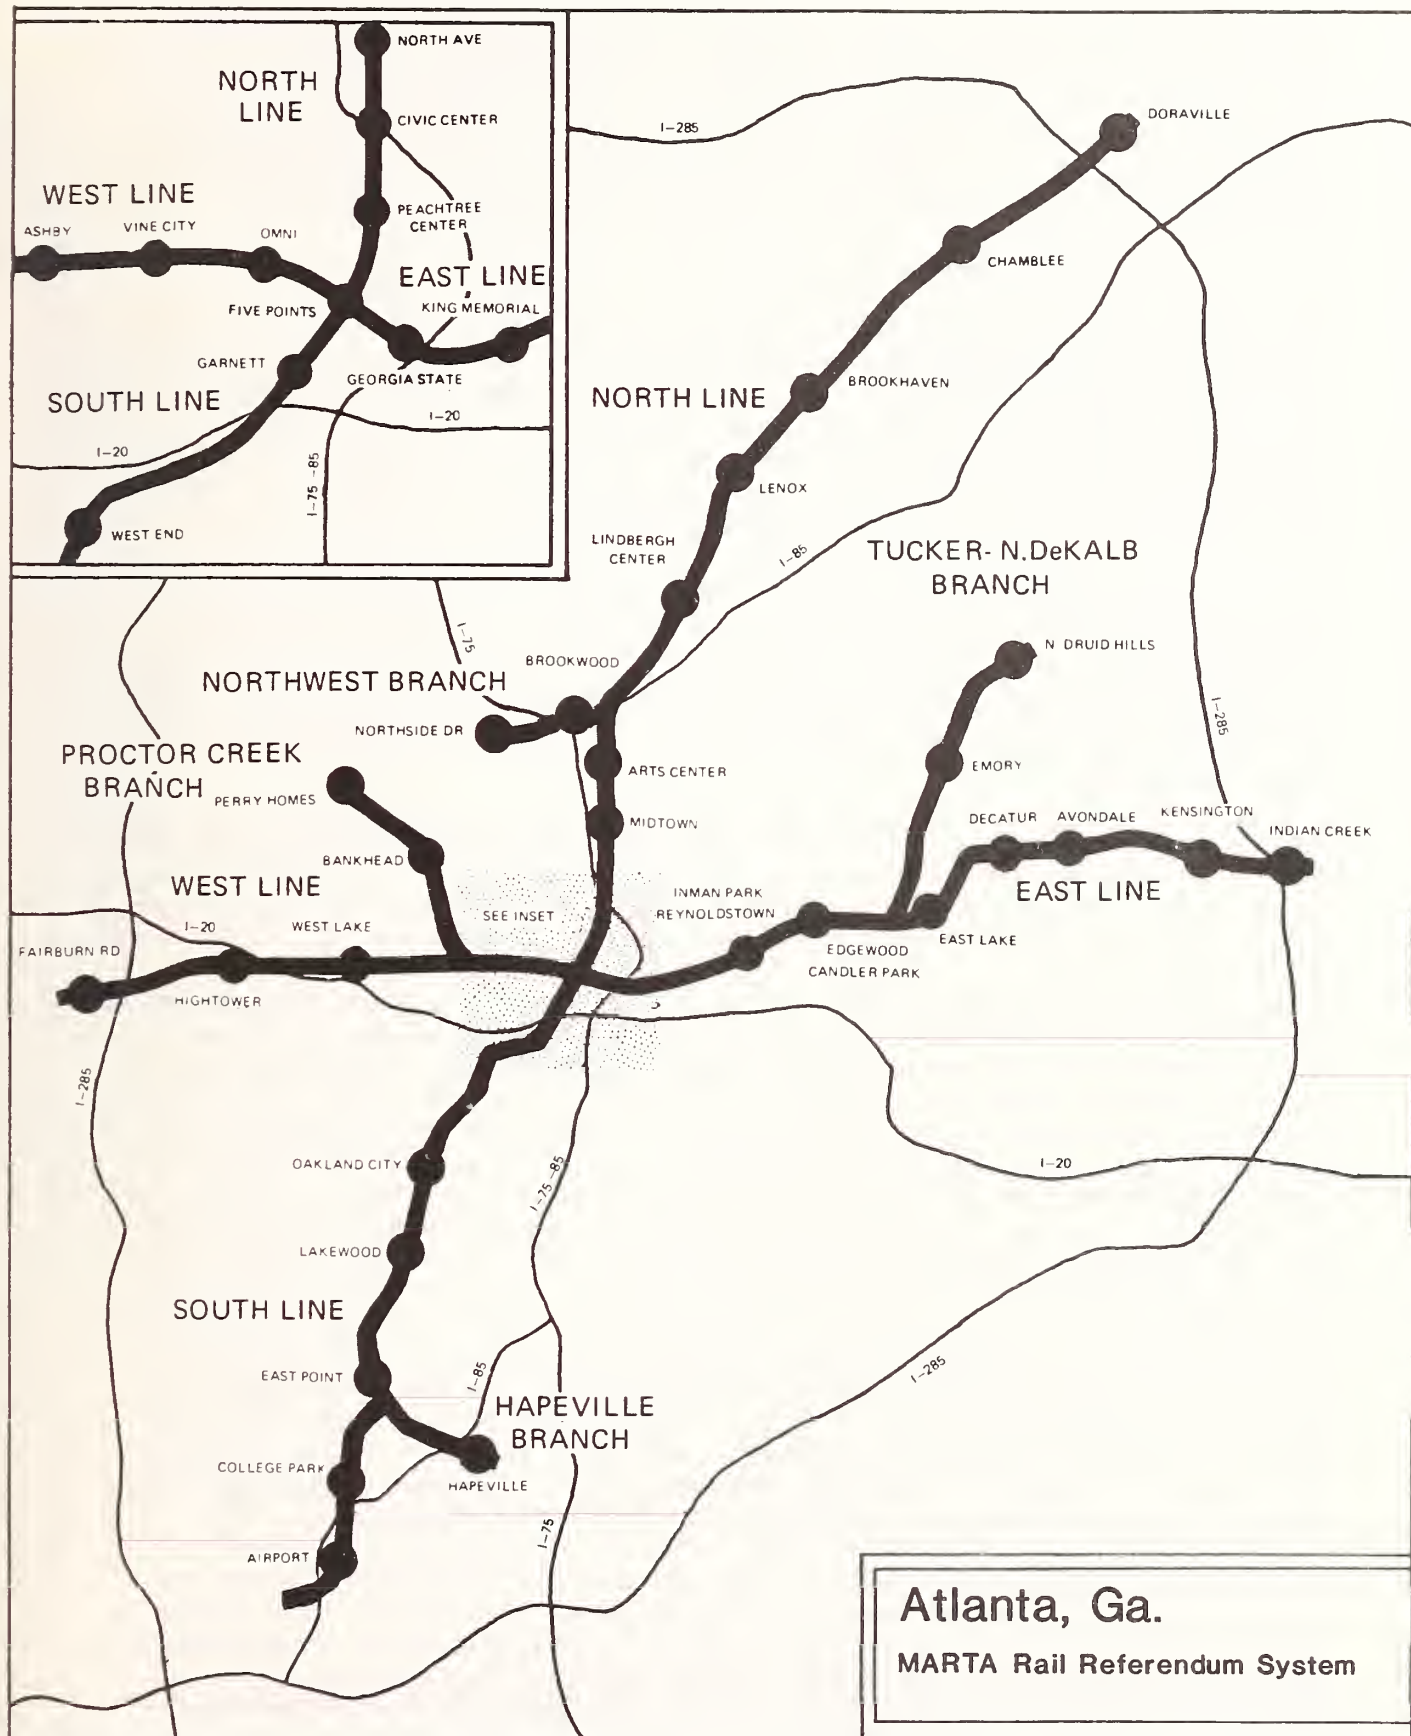 NORTH AVE
NORTH
LINE
CIVIC CENTER
WEST LINE
ASHBY
VINE CITY
OMNI
PEACHTREE
CENTER
EAST LINE
FIVE POINTS
KING MEMORIAL
GARNETT
GEORGIA STATE
SOUTH LINE
I-20
I-20
I-75-85
WEST END
I-285
DORAVILLE
CHAMBLEE
BROOKHAVEN
NORTH LINE
LENOX
LINDBERGH
CENTER
I-85
TUCKER- N.DeKALB
BRANCH
I-75
BROOKWOOD
N DRUID HILLS
NORTHWEST BRANCH
NORTHSIDE DR
I-285
PROCTOR CREEK
BRANCH
PERRY HOMES
ARTS CENTER
EMORY
MIDTOWN
DECATUR
AVONDALE
KENSINGTON
INDIAN CREEK
BANKHEAD
WEST LINE
INMAN PARK
REYNOLDSTOWN
EAST LINE
SEE INSET
I-20
WEST LAKE
FAIRBURN RD
EDGEWOOD
CANDLER PARK
EAST LAKE
HIGHTOWER
I-285
OAKLAND CITY
I-75-85
I-20
LAKEWOOD
SOUTH LINE
EAST POINT
I-85
I-285
HAPEVILLE
BRANCH
COLLEGE PARK
HAPEVILLE
I-75
AIRPORT
Atlanta, Ga.
MARTA Rail Referendum System